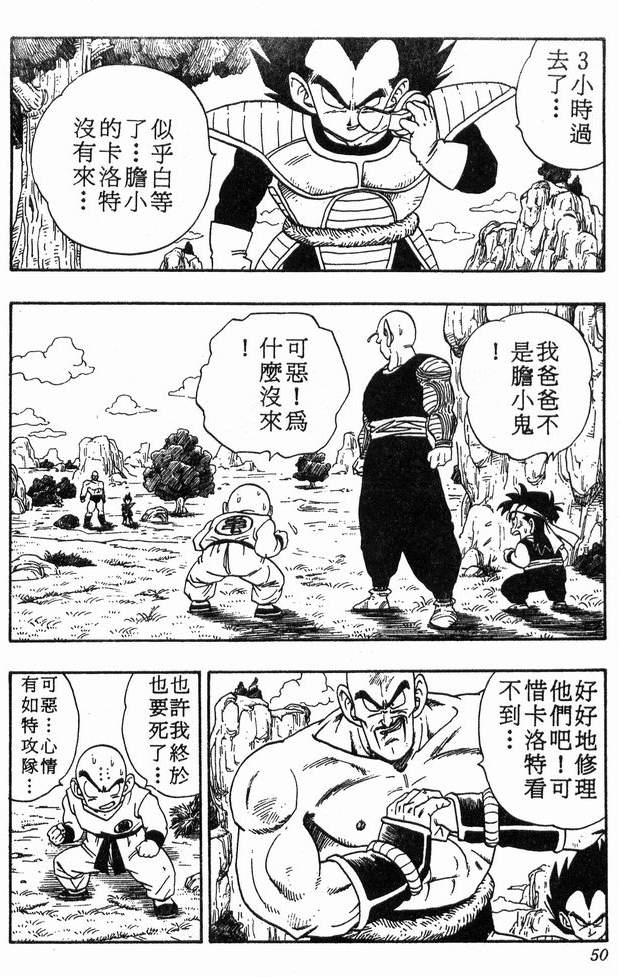 3小時過
去了…
似乎白等
了…膽小
的卡洛特
沒有來…
我爸爸不
是膽小鬼
！
可惡！爲
什麼沒來
！
好好地修理
他們吧！可
惜卡洛特看
不到…
也許我終於
也要死了…
可惡…心情
有如特攻隊…
50